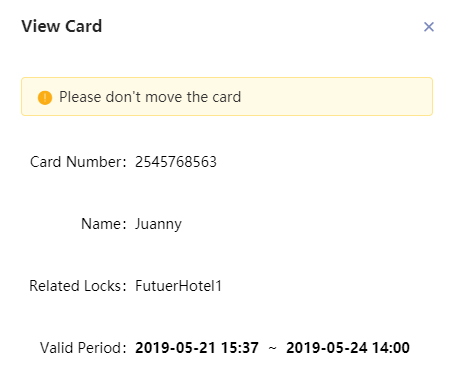 View Card
Please don't move the card
Card Number: 2545768563
Name: Juanny
Related Locks: FutuerHotel1
Valid Period: 2019-05-21 15:37 ~ 2019-05-24 14:00